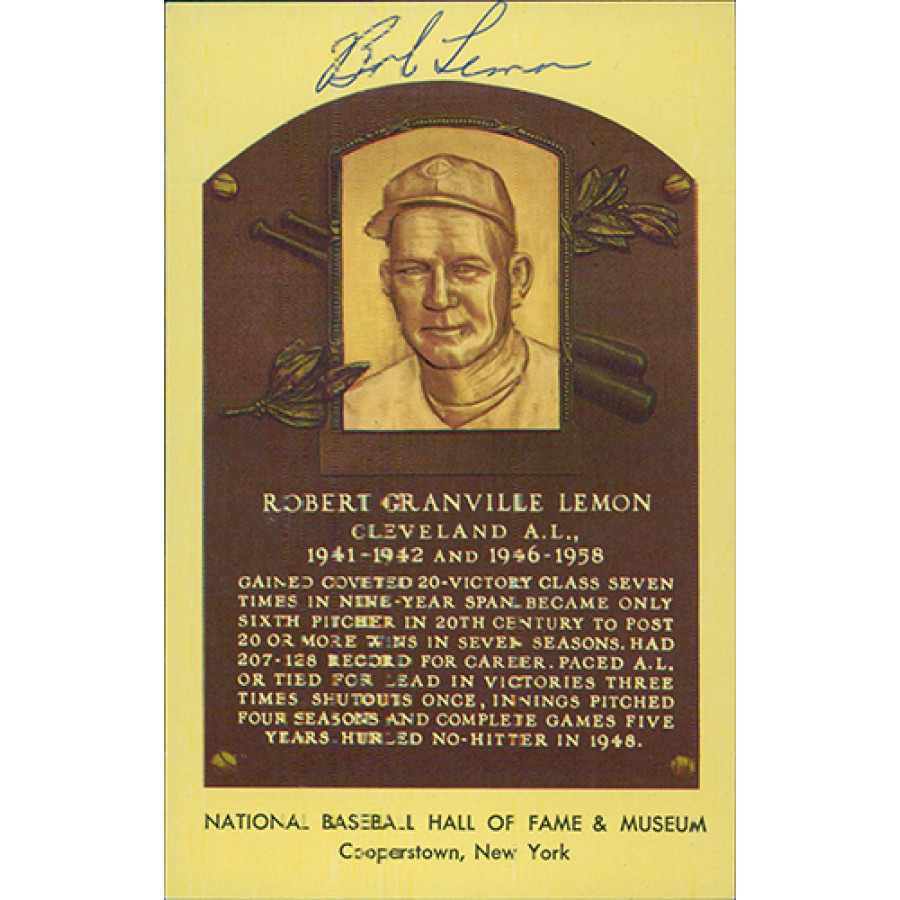 Bob Lemon
ROBERT GRANVILLE LEMON
CLEVELAND A.L.,
1941-1942 AND 1946-1958
GAINED COVETED 20-VICTORY CLASS SEVEN
TIMES IN NINE-YEAR SPAN. BECAME ONLY
SIXTH PITCHER IN 20TH CENTURY TO POST
20 OR MORE WINS IN SEVEN SEASONS. HAD
207-128 RECORD FOR CAREER. PACED A.L.
OR TIED FOR LEAD IN VICTORIES THREE
TIMES SHUTOUTS ONCE, INNINGS PITCHED
FOUR SEASONS AND COMPLETE GAMES FIVE
YEARS. HURLED NO-HITTER IN 1948.
NATIONAL BASEBALL HALL OF FAME & MUSEUM
Cooperstown, New York